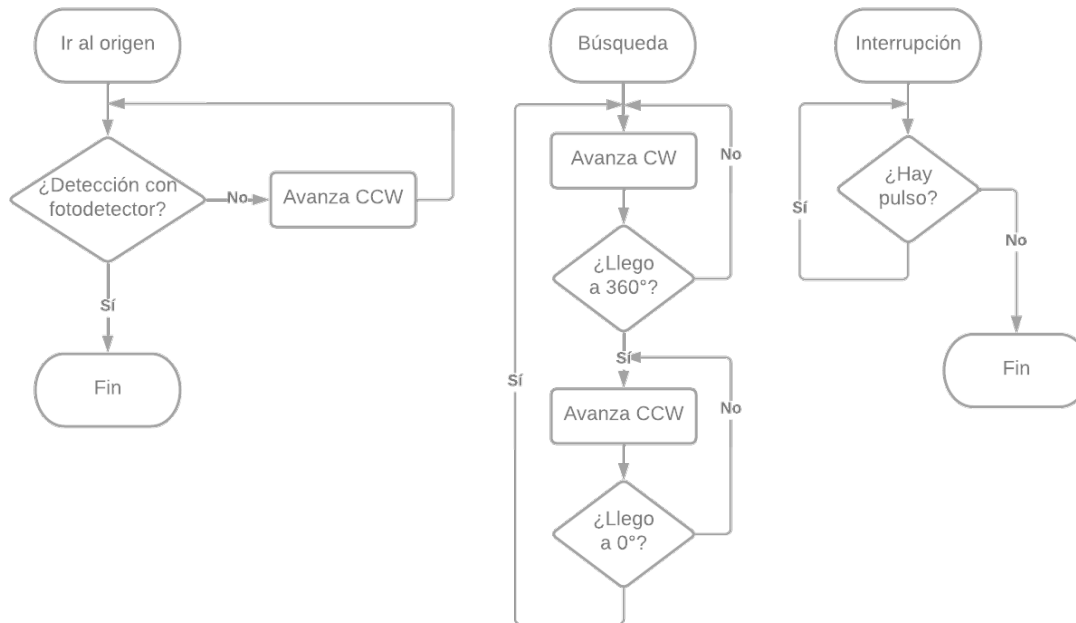 Ir al origen
¿Detección con
fotodetector?
No
Avanza CCW
Sí
Fin
Búsqueda
Avanza CW
No
¿Llego
a 360°?
Sí
Avanza CCW
No
¿Llego
a 0°?
Sí
Interrupción
¿Hay
pulso?
Sí
No
Fin